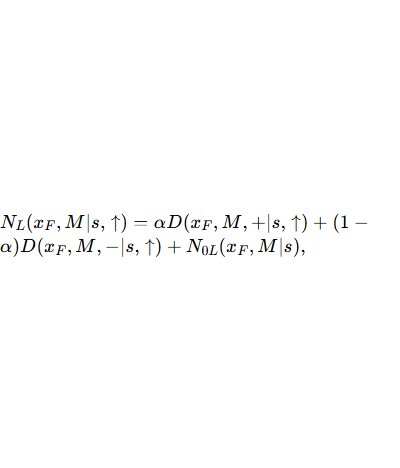 N_L(x_F, M|s, ↑) = αD(x_F, M, +|s, ↑) + (1 −
α)D(x_F, M, −|s, ↑) + N_{0L}(x_F, M|s),